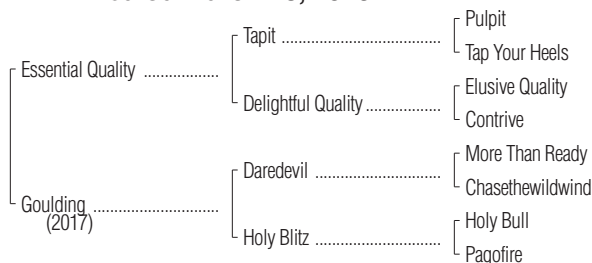 Tapit ................................... Pulpit
Tap Your Heels
Essential Quality ................
Delightful Quality ................ Elusive Quality
Contrive
Daredevil ........................... More Than Ready
Chasethewildwind
Goulding ...........................
(2017)
Holy Blitz ........................... Holy Bull
Pagofire